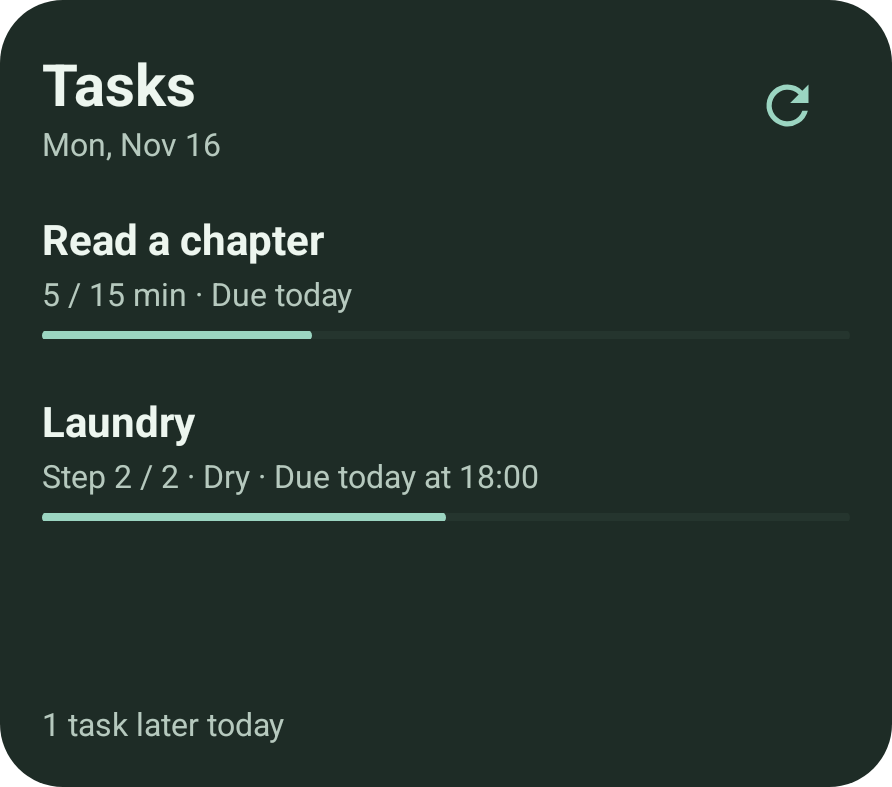 Tasks
Mon, Nov 16
Read a chapter
5 / 15 min · Due today
Laundry
Step 2 / 2 · Dry · Due today at 18:00
1 task later today